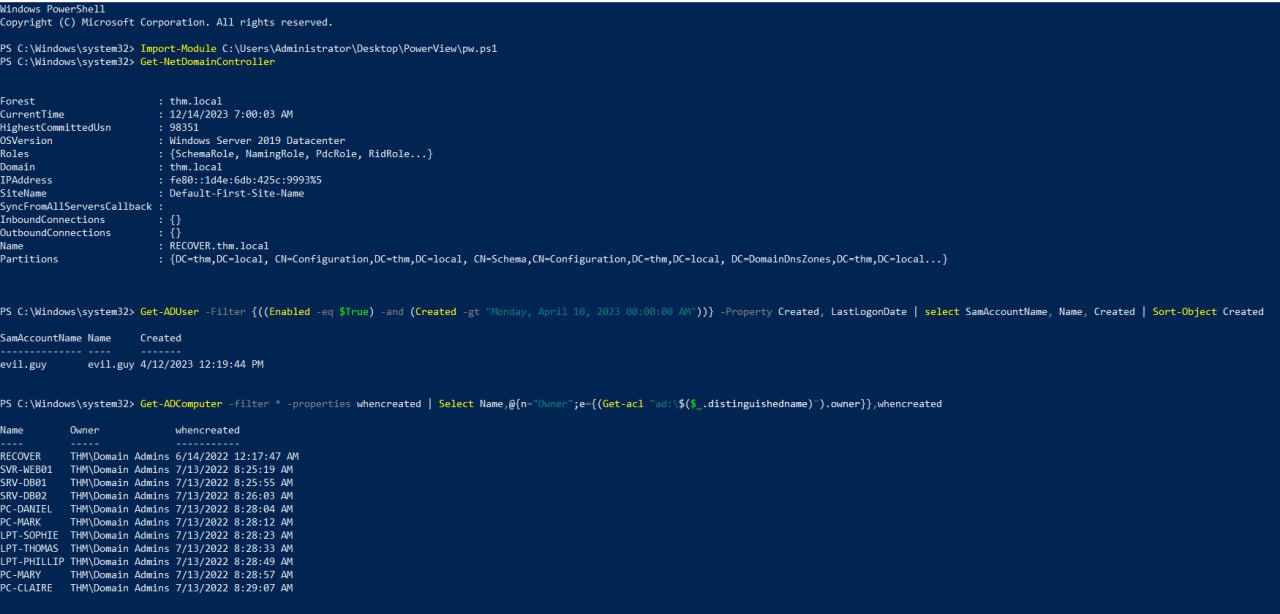 Windows PowerShell
Copyright (C) Microsoft Corporation. All rights reserved.
PS C:\Windows\system32> Import-Module C:\Users\Administrator\Desktop\PowerView\pw.ps1
PS C:\Windows\system32> Get-NetDomainController
Forest : thm.local
CurrentTime : 12/14/2023 7:00:03 AM
HighestCommittedUsn : 98351
OSVersion : Windows Server 2019 Datacenter
Roles : {SchemaRole, NamingRole, PdcRole, RidRole...}
Domain : thm.local
IPAddress : fe80::1d4e:6db:425c:9993%5
SiteName : Default-First-Site-Name
SyncFromAllServersCallback :
InboundConnections : {}
OutboundConnections : {}
Name : RECOVER.thm.local
Partitions : {DC=thm,DC=local, CN=Configuration,DC=thm,DC=local, CN=Schema,CN=Configuration,DC=thm,DC=local, DC=DomainDnsZones,DC=thm,DC=local...}
PS C:\Windows\system32> Get-ADUser -Filter {((Enabled -eq $True) -and (Created -gt "Monday, April 10, 2023 00:00:00 AM"))} -Property Created, LastLogonDate | select SamAccountName, Name, Created | Sort-Object Created
SamAccountName Name Created
-------------- ---- -------
evil.guy evil.guy 4/12/2023 12:19:44 PM
PS C:\Windows\system32> Get-ADComputer -filter * -properties whencreated | Select Name,@{n="Owner";e={(Get-acl "ad:\$($_.distinguishedname)").owner}},whencreated
Name Owner whencreated
---- ----- -----------
RECOVER THM\Domain Admins 6/14/2022 12:17:47 AM
SVR-WEB01 THM\Domain Admins 7/13/2022 8:25:19 AM
SRV-DB01 THM\Domain Admins 7/13/2022 8:25:55 AM
SRV-DB02 THM\Domain Admins 7/13/2022 8:26:03 AM
PC-DANIEL THM\Domain Admins 7/13/2022 8:28:04 AM
PC-MARK THM\Domain Admins 7/13/2022 8:28:12 AM
LPT-SOPHIE THM\Domain Admins 7/13/2022 8:28:23 AM
LPT-THOMAS THM\Domain Admins 7/13/2022 8:28:33 AM
LPT-PHILLIP THM\Domain Admins 7/13/2022 8:28:49 AM
PC-MARY THM\Domain Admins 7/13/2022 8:28:57 AM
PC-CLAIRE THM\Domain Admins 7/13/2022 8:29:07 AM